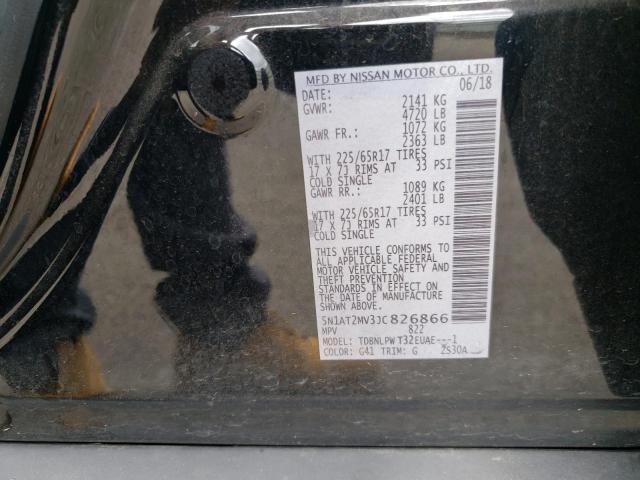 MFD BY NISSAN MOTOR CO., LTD.
DATE: 06/18
GVWR: 2141 KG
4720 LB
GAWR FR.: 1072 KG
2363 LB
WITH 225/65R17 TIRES
17 X 7J RIMS AT 33 PSI
COLD SINGLE
GAWR RR.: 1089 KG
2401 LB
WITH 225/65R17 TIRES
17 X 7J RIMS AT 33 PSI
COLD SINGLE
THIS VEHICLE CONFORMS TO
ALL APPLICABLE FEDERAL
MOTOR VEHICLE SAFETY AND
THEFT PREVENTION
STANDARDS IN EFFECT ON
THE DATE OF MANUFACTURE
SHOWN ABOVE.
5N1AT2MV3JC826866
MPV 822
MODEL: TDBNLPWT32EUAE---1
COLOR: G41 TRIM: G ZS30A